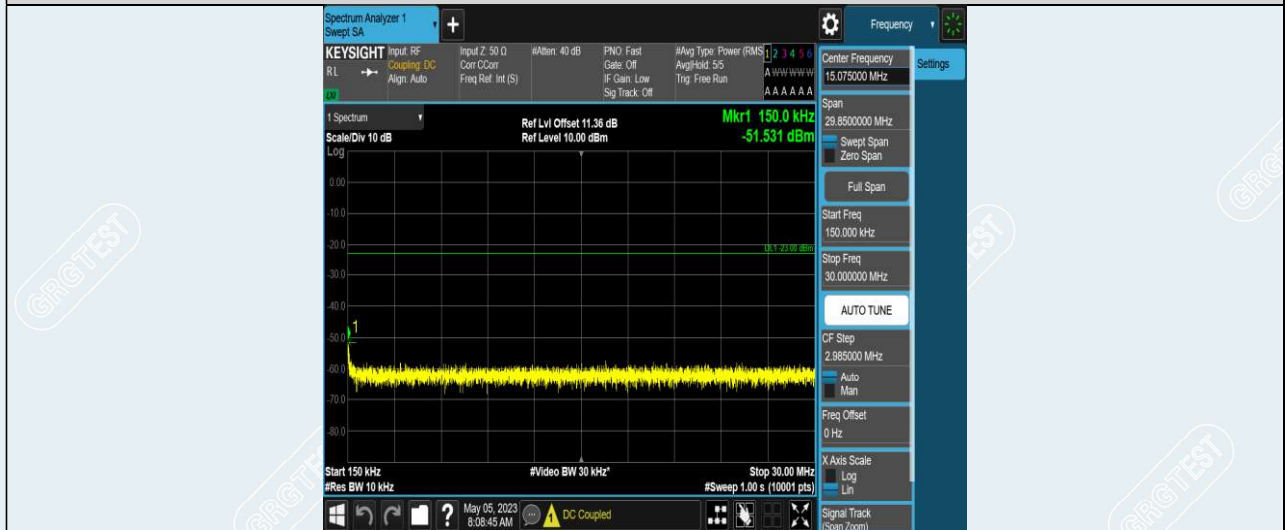 Spectrum Analyzer 1
Swept SA
+
Frequency
KEYSIGHT
RL
LXI
Input: RF
Coupling: DC
Align: Auto
Input Z: 50 Ω
Corr CCorr
Freq Ref: Int (S)
#Atten: 40 dB
PNO: Fast
Gate: Off
IF Gain: Low
Sig Track: Off
#Avg Type: Power (RMS
Avg|Hold: 5/5
Trig: Free Run
1 2 3 4 5 6
A W W W W W
A A A A A A
1 Spectrum
Scale/Div 10 dB
Ref Lvl Offset 11.36 dB
Ref Level 10.00 dBm
Mkr1 150.0 kHz
-51.531 dBm
Log
0.00
-10.0
-20.0
DL1 -23.00 dBm
-30.0
-40.0
1
-50.0
-60.0
-70.0
-80.0
Start 150 kHz
#Res BW 10 kHz
#Video BW 30 kHz*
Stop 30.00 MHz
#Sweep 1.00 s (10001 pts)
?
May 05, 2023
8:08:45 AM
DC Coupled
Center Frequency
15.075000 MHz
Settings
Span
29.8500000 MHz
Swept Span
Zero Span
Full Span
Start Freq
150.000 kHz
Stop Freq
30.000000 MHz
AUTO TUNE
CF Step
2.985000 MHz
Auto
Man
Freq Offset
0 Hz
X Axis Scale
Log
Lin
Signal Track
(Span Zoom)
GRGTEST
GRGTEST
GRGTEST